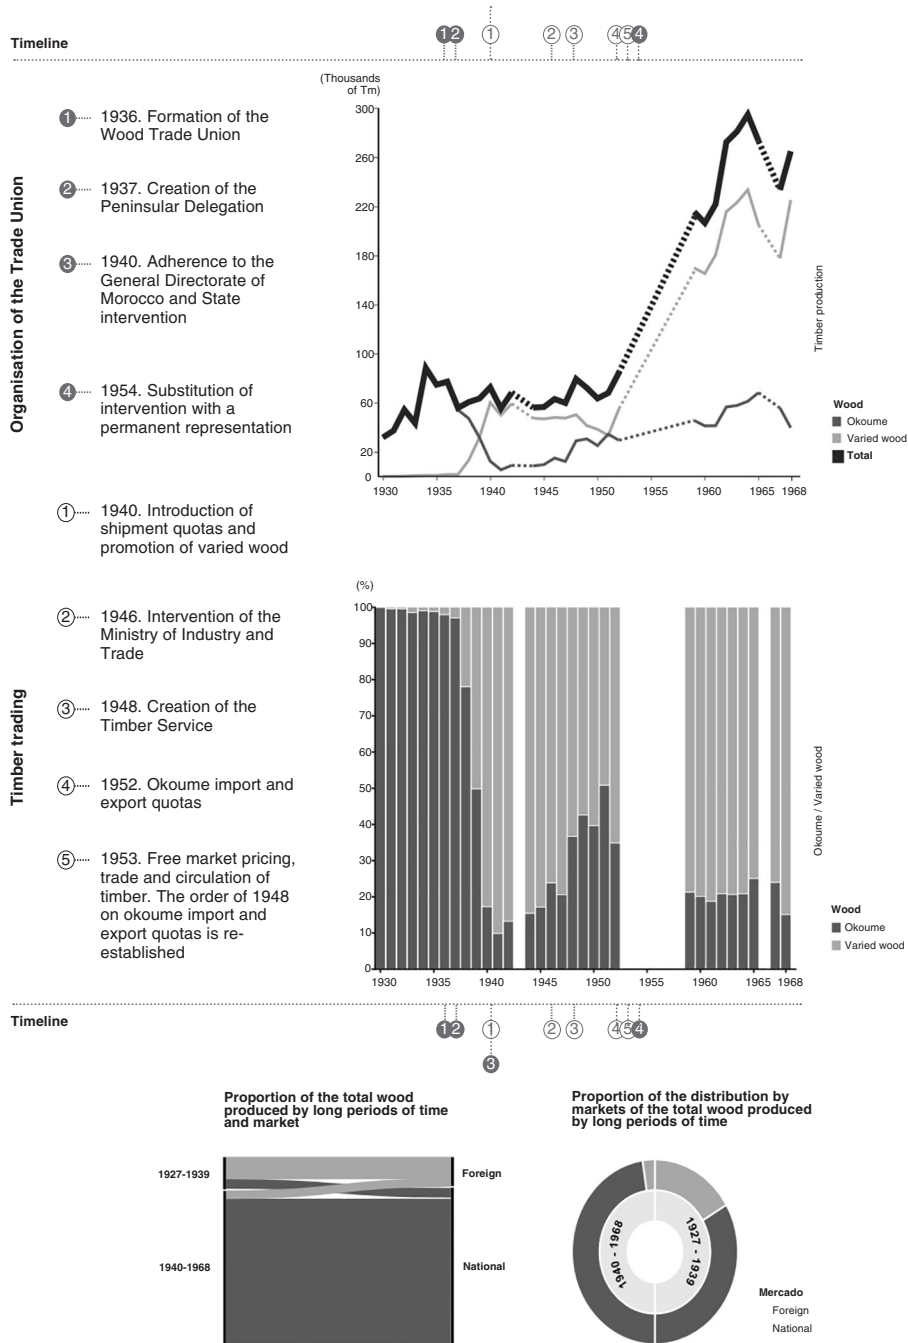 1 2 1 2 3 4 5 4
Timeline
(Thousands
of Tm)
Organisation of the Trade Union
1 1936. Formation of the
Wood Trade Union
2 1937. Creation of the
Peninsular Delegation
3 1940. Adherence to the
General Directorate of
Morocco and State
intervention
4 1954. Substitution of
intervention with a
permanent representation
300
260
220
180
140
100
60
20
0
1930 1935 1940 1945 1950 1955 1960 1965 1968
Timber production
Wood
Okoume
Varied wood
Total
Timber trading
1 1940. Introduction of
shipment quotas and
promotion of varied wood
2 1946. Intervention of the
Ministry of Industry and
Trade
3 1948. Creation of the
Timber Service
4 1952. Okoume import and
export quotas
5 1953. Free market pricing,
trade and circulation of
timber. The order of 1948
on okoume import and
export quotas is re-
established
(%)
100
90
80
70
60
50
40
30
20
10
0
1930 1935 1940 1945 1950 1955 1960 1965 1968
Okoume / Varied wood
Wood
Okoume
Varied wood
Timeline
1 2 1 2 3 4 5 4
3
Proportion of the total wood
produced by long periods of time
and market
1927-1939
Foreign
1940-1968
National
Proportion of the distribution by
markets of the total wood produced
by long periods of time
1940 - 1968
1927 - 1939
Mercado
Foreign
National